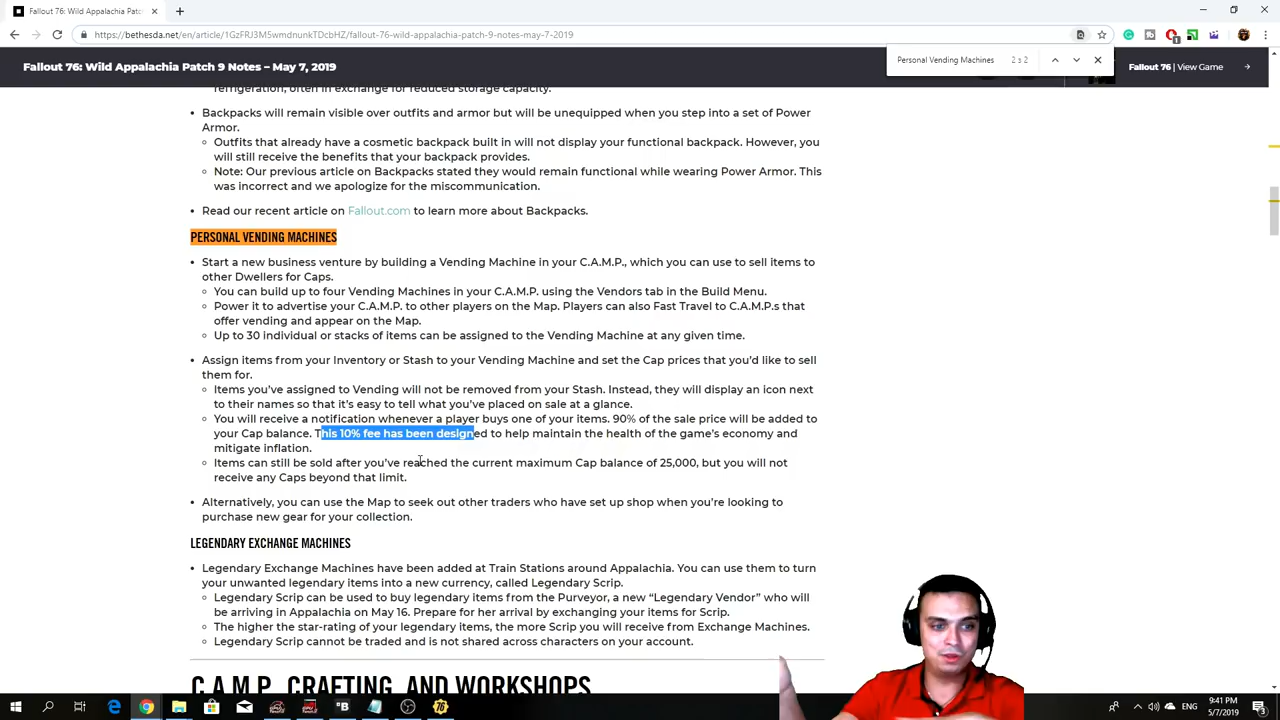 Fallout 76: Wild Appalachia Patc
https://bethesda.net/en/article/1GzFRJ3M5wmdnunkTDcbHZ/fallout-76-wild-appalachia-patch-9-notes-may-7-2019
Personal Vending Machines 2 з 2
Fallout 76: Wild Appalachia Patch 9 Notes – May 7, 2019
Fallout 76 | View Game
refrigeration, often in exchange for reduced storage capacity.
Backpacks will remain visible over outfits and armor but will be unequipped when you step into a set of Power
Armor.
Outfits that already have a cosmetic backpack built in will not display your functional backpack. However, you
will still receive the benefits that your backpack provides.
Note: Our previous article on Backpacks stated they would remain functional while wearing Power Armor. This
was incorrect and we apologize for the miscommunication.
Read our recent article on Fallout.com to learn more about Backpacks.
PERSONAL VENDING MACHINES
Start a new business venture by building a Vending Machine in your C.A.M.P., which you can use to sell items to
other Dwellers for Caps.
You can build up to four Vending Machines in your C.A.M.P. using the Vendors tab in the Build Menu.
Power it to advertise your C.A.M.P. to other players on the Map. Players can also Fast Travel to C.A.M.P.s that
offer vending and appear on the Map.
Up to 30 individual or stacks of items can be assigned to the Vending Machine at any given time.
Assign items from your Inventory or Stash to your Vending Machine and set the Cap prices that you'd like to sell
them for.
Items you've assigned to Vending will not be removed from your Stash. Instead, they will display an icon next
to their names so that it's easy to tell what you've placed on sale at a glance.
You will receive a notification whenever a player buys one of your items. 90% of the sale price will be added to
your Cap balance. This 10% fee has been designed to help maintain the health of the game's economy and
mitigate inflation.
Items can still be sold after you've reached the current maximum Cap balance of 25,000, but you will not
receive any Caps beyond that limit.
Alternatively, you can use the Map to seek out other traders who have set up shop when you're looking to
purchase new gear for your collection.
LEGENDARY EXCHANGE MACHINES
Legendary Exchange Machines have been added at Train Stations around Appalachia. You can use them to turn
your unwanted legendary items into a new currency, called Legendary Scrip.
Legendary Scrip can be used to buy legendary items from the Purveyor, a new “Legendary Vendor” who will
be arriving in Appalachia on May 16. Prepare for her arrival by exchanging your items for Scrip.
The higher the star-rating of your legendary items, the more Scrip you will receive from Exchange Machines.
Legendary Scrip cannot be traded and is not shared across characters on your account.
C.A.M.P., CRAFTING, AND WORKSHOPS
ENG
9:41 PM
5/7/2019